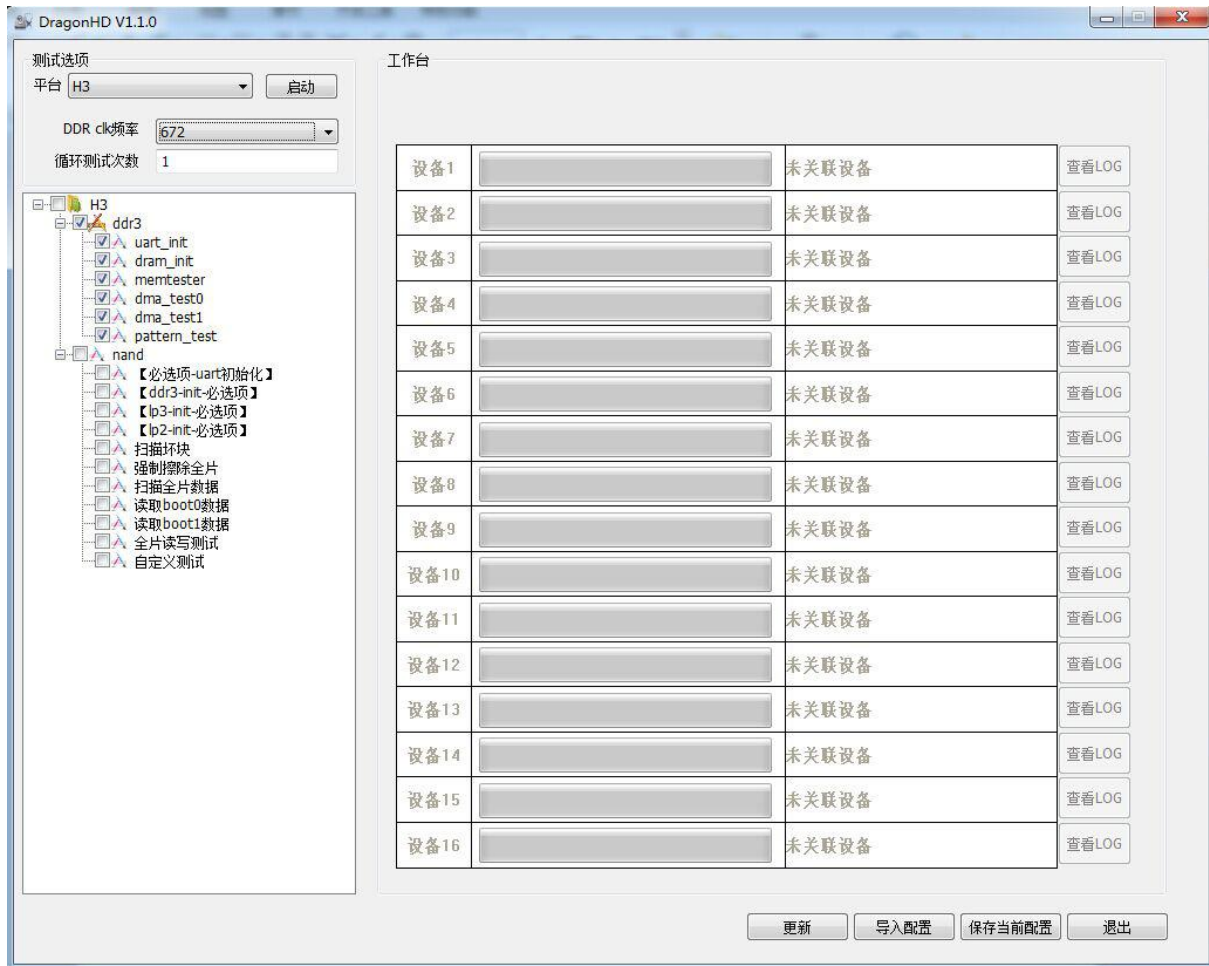 DragonHD V1.1.0
测试选项
平台 H3 启动
DDR clk频率 672
循环测试次数 1
H3
ddr3
uart_init
dram_init
memtester
dma_test0
dma_test1
pattern_test
nand
【必选项-uart初始化】
【ddr3-init-必选项】
【lp3-init-必选项】
【lp2-init-必选项】
扫描坏块
强制擦除全片
扫描全片数据
读取boot0数据
读取boot1数据
全片读写测试
自定义测试
工作台
设备1 未关联设备 查看LOG
设备2 未关联设备 查看LOG
设备3 未关联设备 查看LOG
设备4 未关联设备 查看LOG
设备5 未关联设备 查看LOG
设备6 未关联设备 查看LOG
设备7 未关联设备 查看LOG
设备8 未关联设备 查看LOG
设备9 未关联设备 查看LOG
设备10 未关联设备 查看LOG
设备11 未关联设备 查看LOG
设备12 未关联设备 查看LOG
设备13 未关联设备 查看LOG
设备14 未关联设备 查看LOG
设备15 未关联设备 查看LOG
设备16 未关联设备 查看LOG
更新 导入配置 保存当前配置 退出